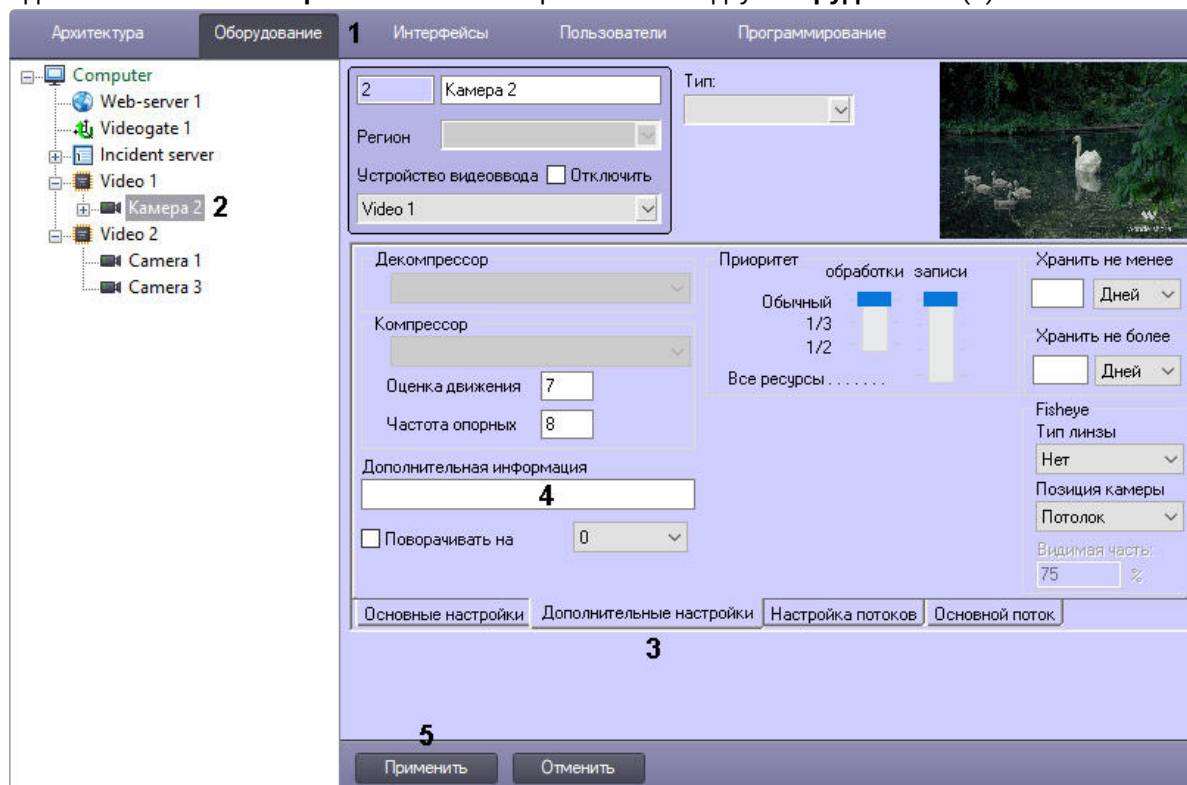 Архитектура Оборудование 1 Интерфейсы Пользователи Программирование
Computer
Web-server 1
Videogate 1
Incident server
Video 1
Камера 2 2
Video 2
Camera 1
Camera 3
2 Камера 2
Регион
Устройство видеоввода Отключить
Video 1
Тип:
Декомпрессор
Компрессор
Оценка движения 7
Частота опорных 8
Дополнительная информация
4
Поворачивать на 0
Приоритет
обработки записи
Обычный
1/3
1/2
Все ресурсы . . . . . . .
Хранить не менее
Дней
Хранить не более
Дней
Fisheye
Тип линзы
Нет
Позиция камеры
Потолок
Видимая часть:
75 %
Основные настройки Дополнительные настройки Настройка потоков Основной поток
3
5
Применить Отменить